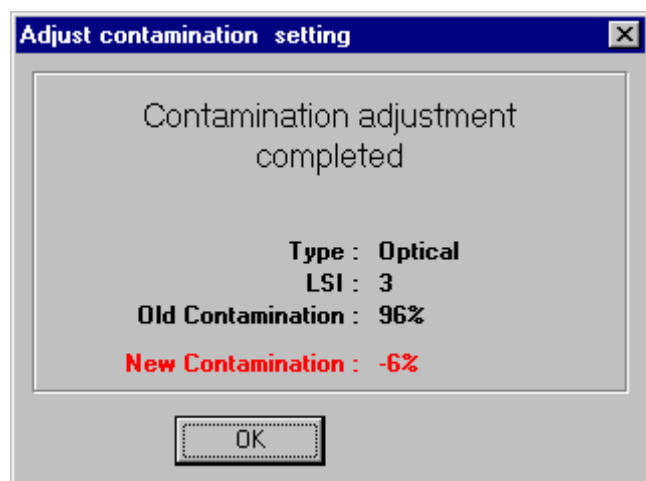 Adjust contamination  setting
Contamination adjustment
completed
Type : Optical
LSI : 3
Old Contamination : 96%
New Contamination : -6%
OK